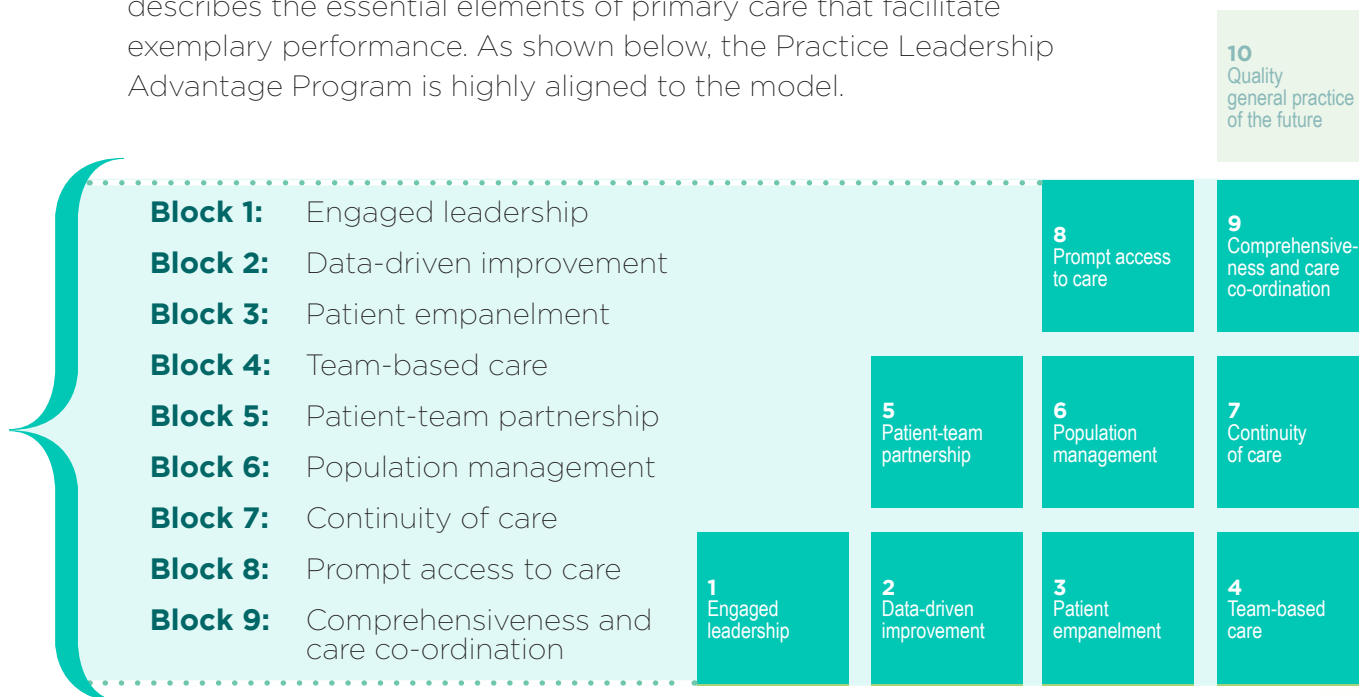 describes the essential elements of primary care that facilitate
exemplary performance. As shown below, the Practice Leadership
Advantage Program is highly aligned to the model.
10
Quality
general practice
of the future
Block 1: Engaged leadership
Block 2: Data-driven improvement
Block 3: Patient empanelment
Block 4: Team-based care
Block 5: Patient-team partnership
Block 6: Population management
Block 7: Continuity of care
Block 8: Prompt access to care
Block 9: Comprehensiveness and
care co-ordination
8
Prompt access
to care
9
Comprehensive-
ness and care
co-ordination
5
Patient-team
partnership
6
Population
management
7
Continuity
of care
1
Engaged
leadership
2
Data-driven
improvement
3
Patient
empanelment
4
Team-based
care